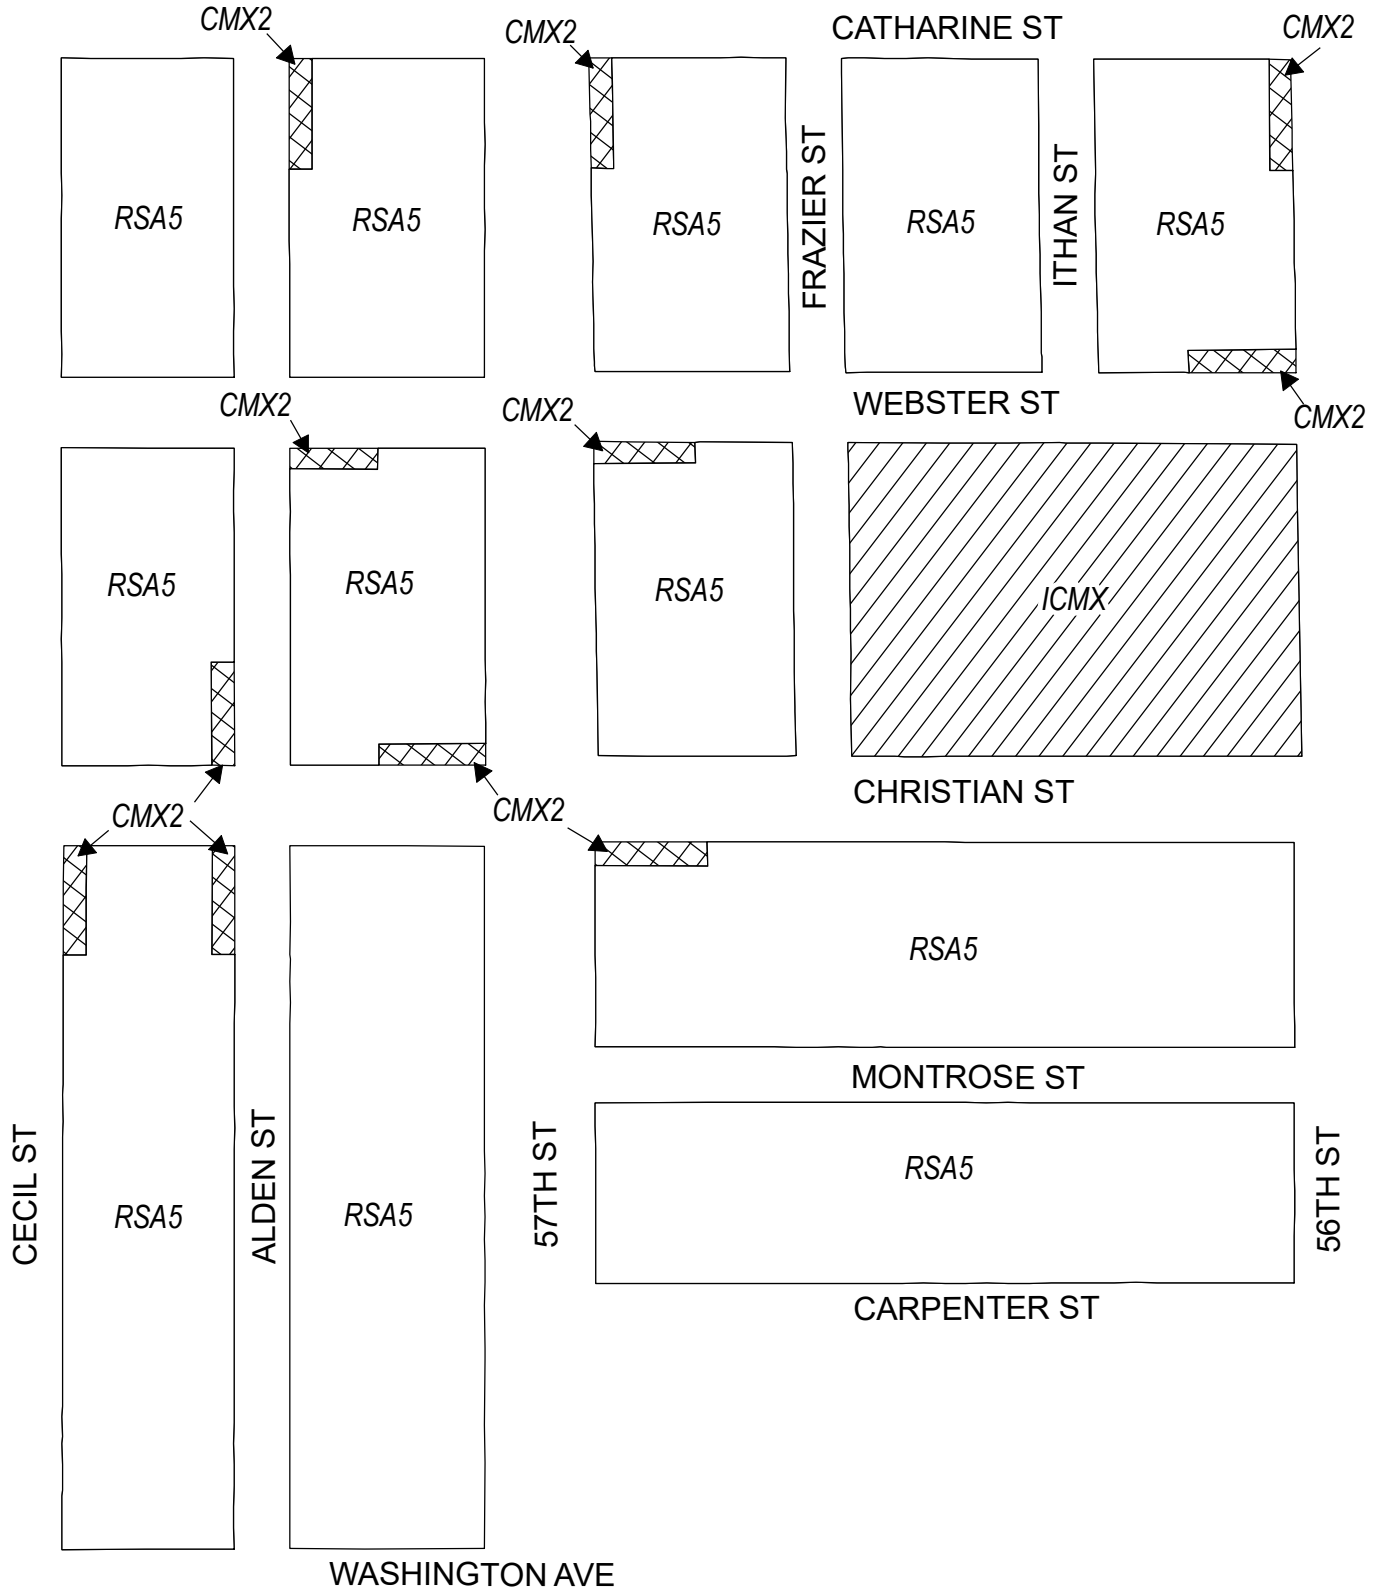 CMX2
CMX2
CATHARINE ST
CMX2
RSA5
RSA5
RSA5
FRAZIER ST
RSA5
ITHAN ST
RSA5
CMX2
CMX2
WEBSTER ST
CMX2
RSA5
RSA5
RSA5
ICMX
CMX2
CMX2
CHRISTIAN ST
RSA5
MONTROSE ST
CECIL ST
RSA5
ALDEN ST
RSA5
57TH ST
RSA5
56TH ST
CARPENTER ST
WASHINGTON AVE